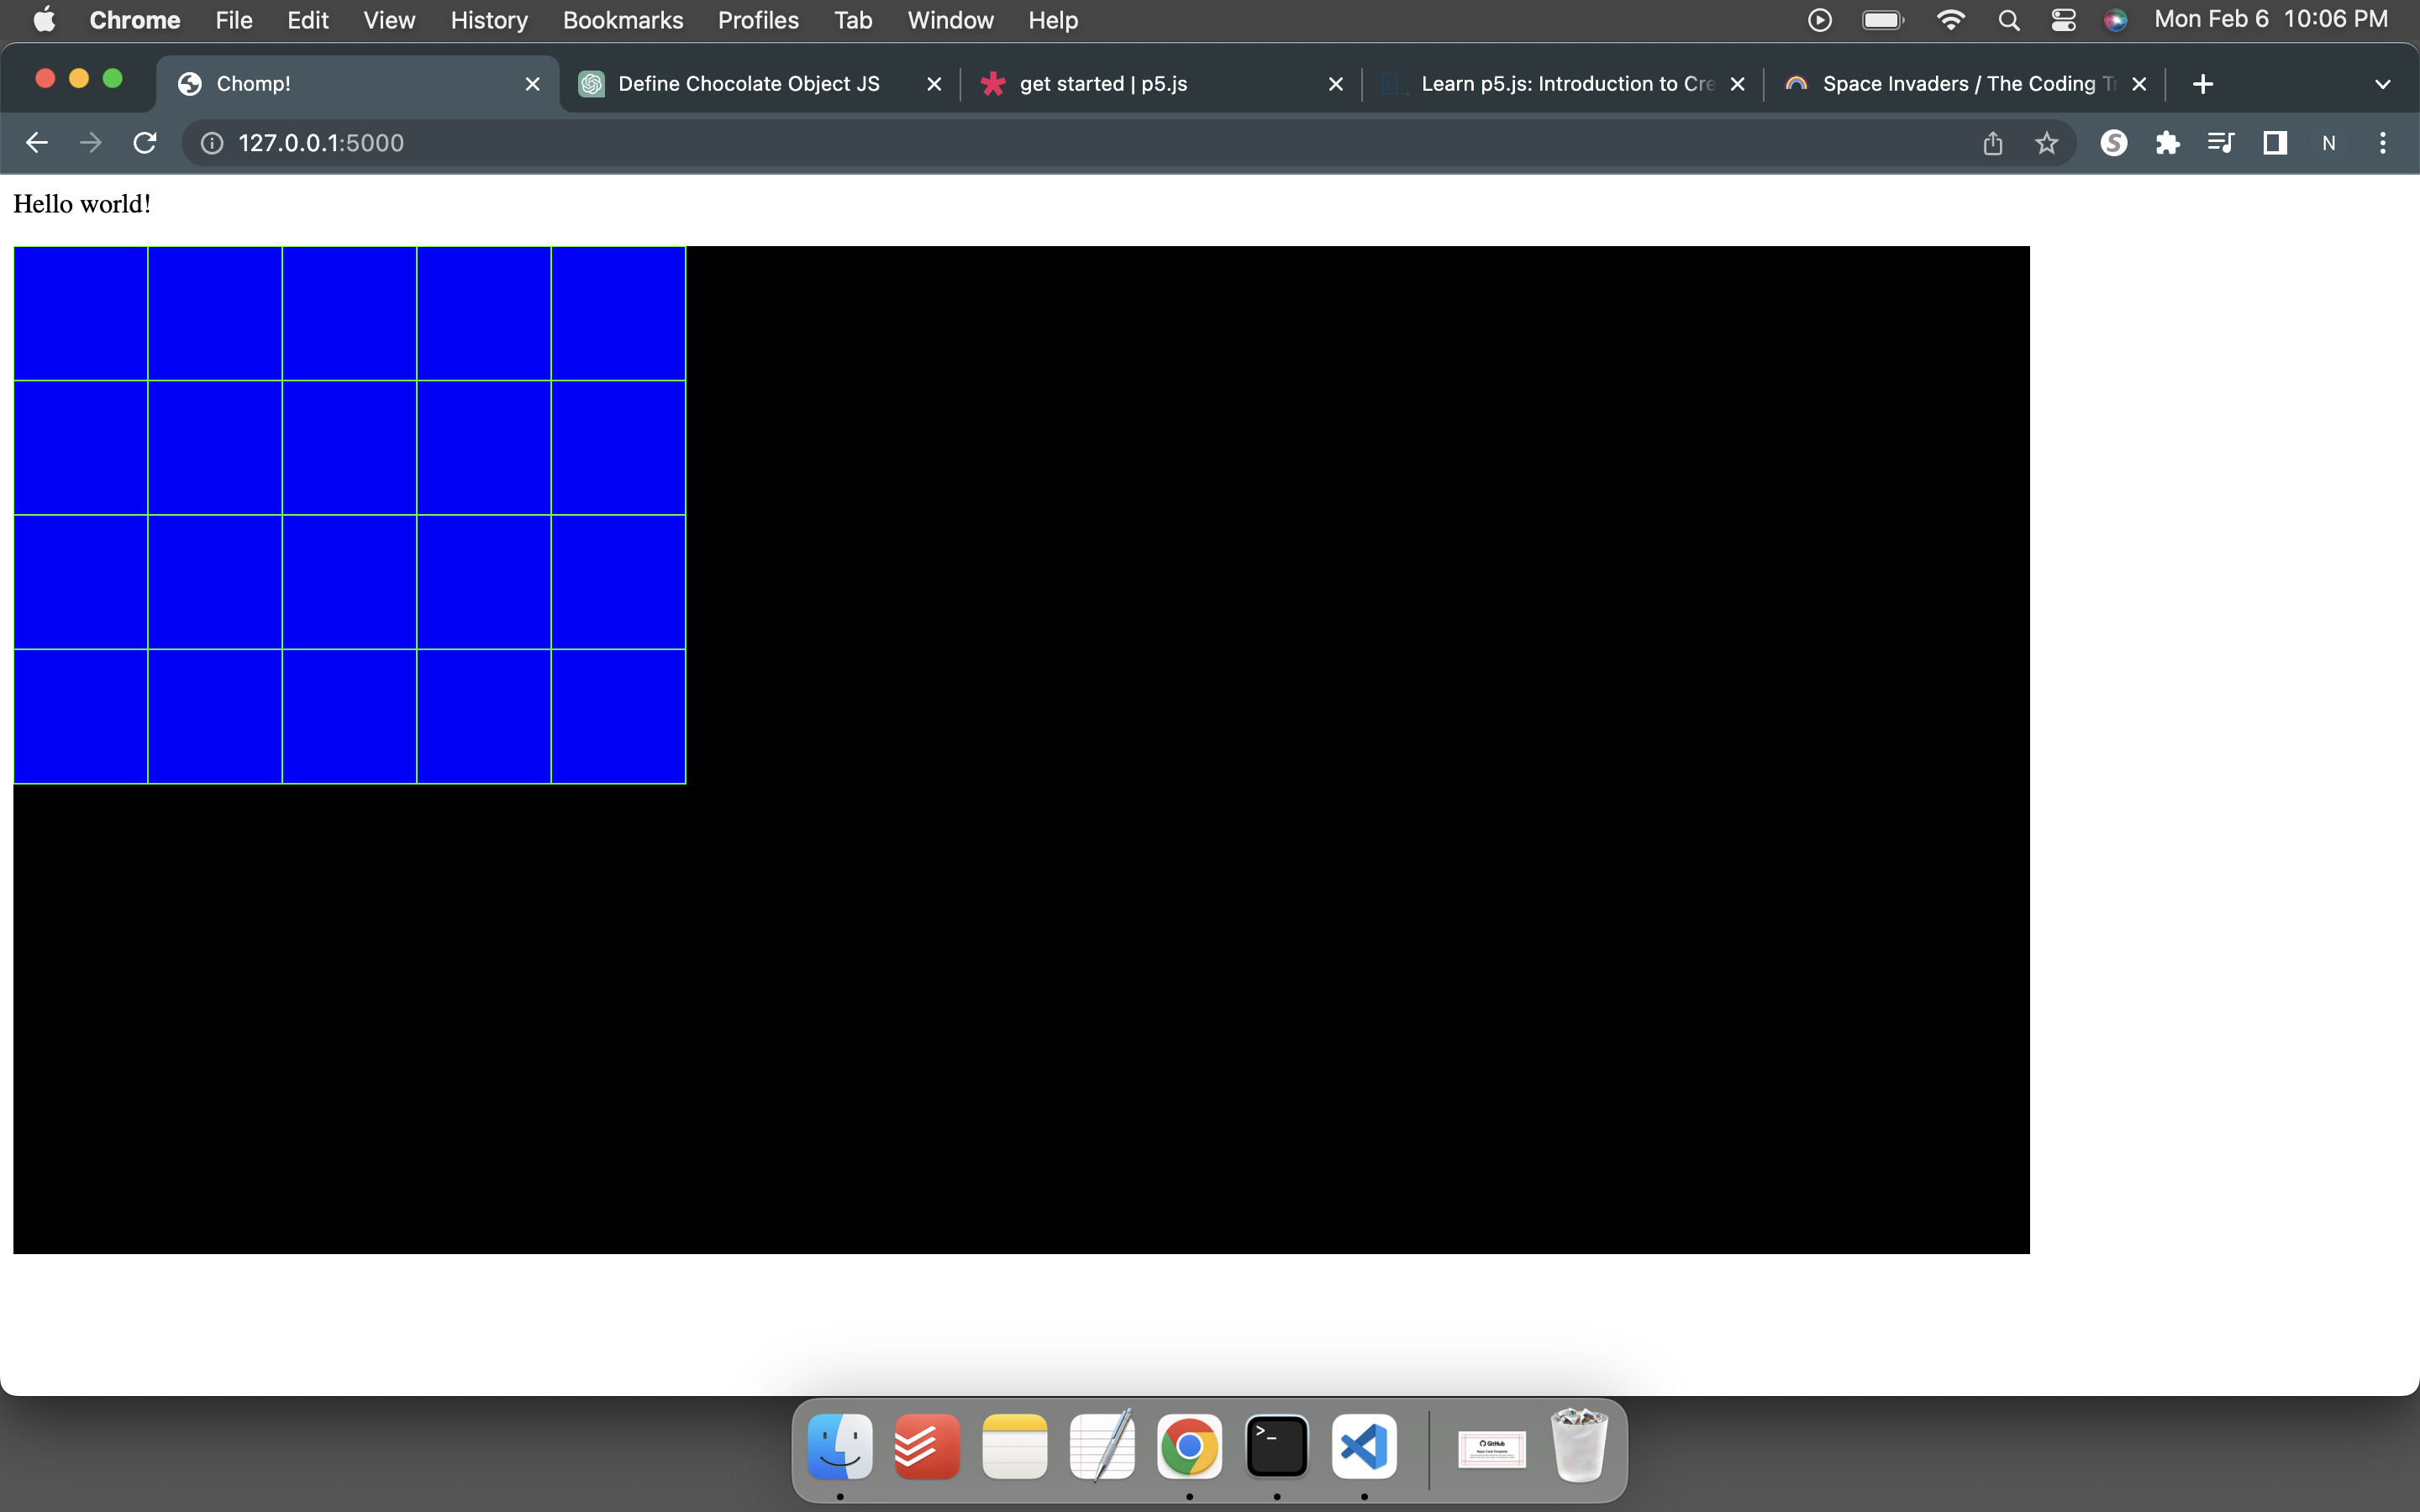 Chrome File Edit View History Bookmarks Profiles Tab Window Help Mon Feb 6 10:06 PM
Chomp! Define Chocolate Object JS get started | p5.js Learn p5.js: Introduction to Cre Space Invaders / The Coding
127.0.0.1:5000 N
Hello world!
>_
GitHub